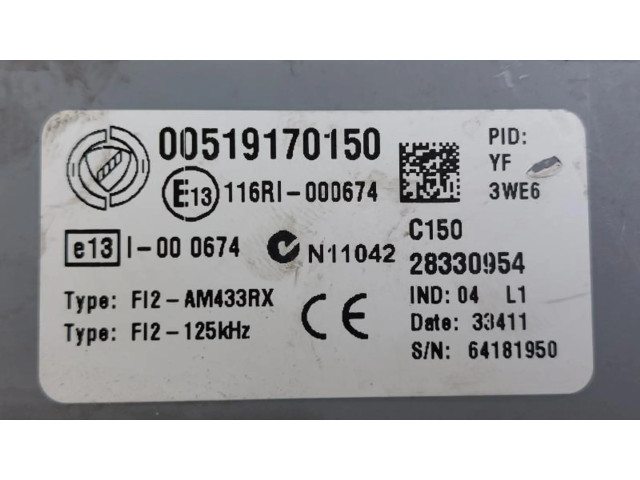 00519170150
E13 116RI-000674
e13 I-00 0674
N11042
Type: FI2-AM433RX
Type: FI2-125kHz
CE
PID:
YF
3WE6
C150
28330954
IND: 04 L1
Date: 33411
S/N: 64181950